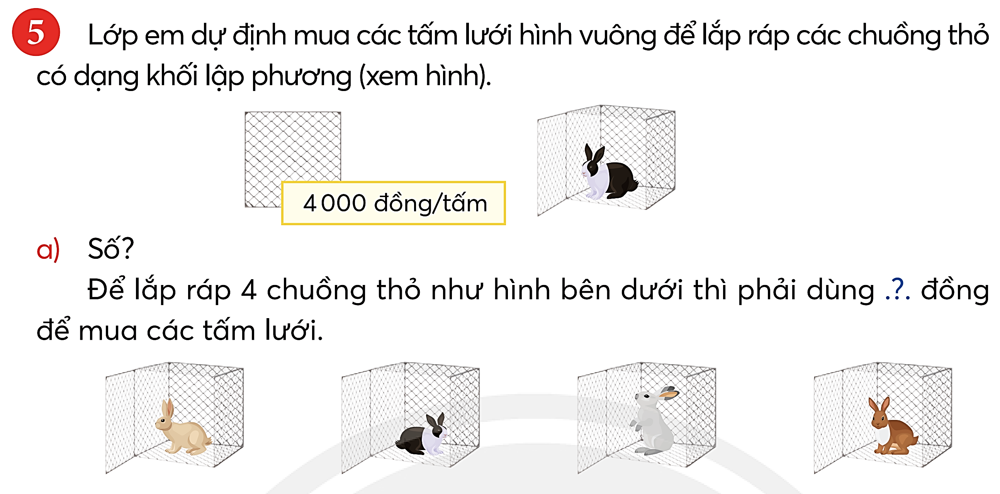 5 Lớp em dự định mua các tấm lưới hình vuông để lắp ráp các chuồng thỏ
có dạng khối lập phương (xem hình).
4 000 đồng/tấm
a) Số?
Để lắp ráp 4 chuồng thỏ như hình bên dưới thì phải dùng .?. đồng
để mua các tấm lưới.